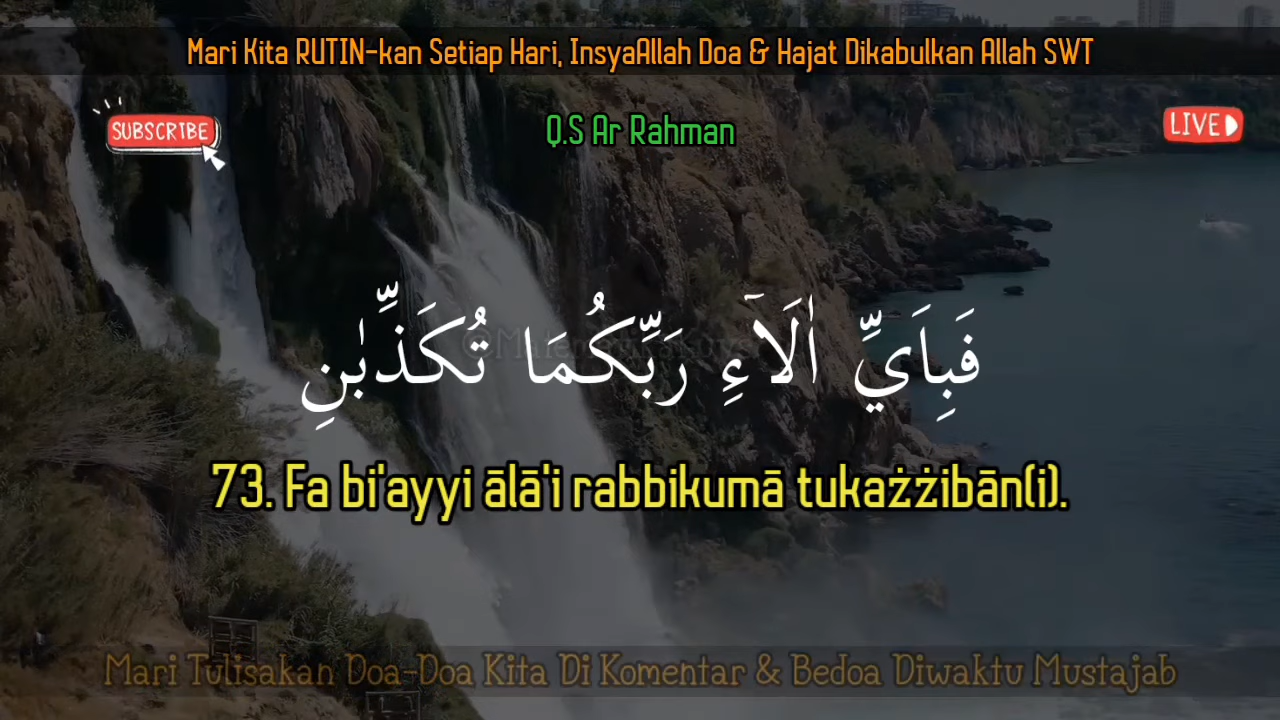 Mari Kita RUTIN-kan Setiap Hari, InsyaAllah Doa & Hajat Dikabulkan Allah SWT
SUBSCRIBE
LIVE
Q.S Ar Rahman
فَبِاَيِّ اٰلَاۤءِ رَبِّكُمَا تُكَذِّبٰنِ
73. Fa bi'ayyi ālā'i rabbikumā tukażżibān(i).
Mari Tulisakan Doa-Doa Kita Di Komentar & Bedoa Diwaktu Mustajab